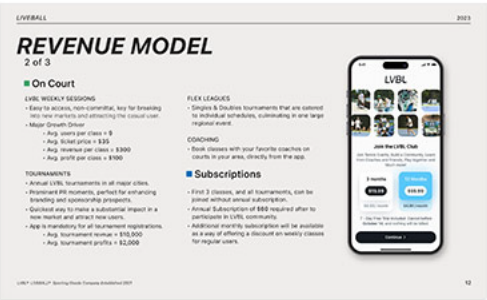 LIVEBALL
2023
REVENUE MODEL
2 of 3
On Court
LVBL WEEKLY SESSIONS
- Easy to access, non-committal, key for breaking
into new markets and attracting the casual user.
- Major Growth Driver
- Avg. users per class =
- Avg. ticket price = $35
- Avg. revenue per class = $300
- Avg. profit per class = $100
TOURNAMENTS
- Annual LVBL tournaments in all major cities.
- Prominent PR moments, perfect for enhancing
branding and sponsorship prospects.
- Quickest way to make a substantial impact in a
new market and attract new users.
- App is mandatory for all tournament registrations.
- Avg. tournament revenue = $10,000
- Avg. tournament profits = $2,000
FLEX LEAGUES
- Singles & Doubles tournaments that are catered
to individual schedules, culminating in one large
regional event.
COACHING
- Book classes with your favorite coaches on
courts in your area, directly from the app.
Subscriptions
- First 3 classes, and all tournaments, can be
joined without annual subscription.
- Annual Subscription of $60 required after to
participate in LVBL community.
- Additional monthly subscription will be available
as a way of offering a discount on weekly classes
for regular users.
LVBL
Join the LVBL Club
3 months
12 Months
$19.99
Continue
12